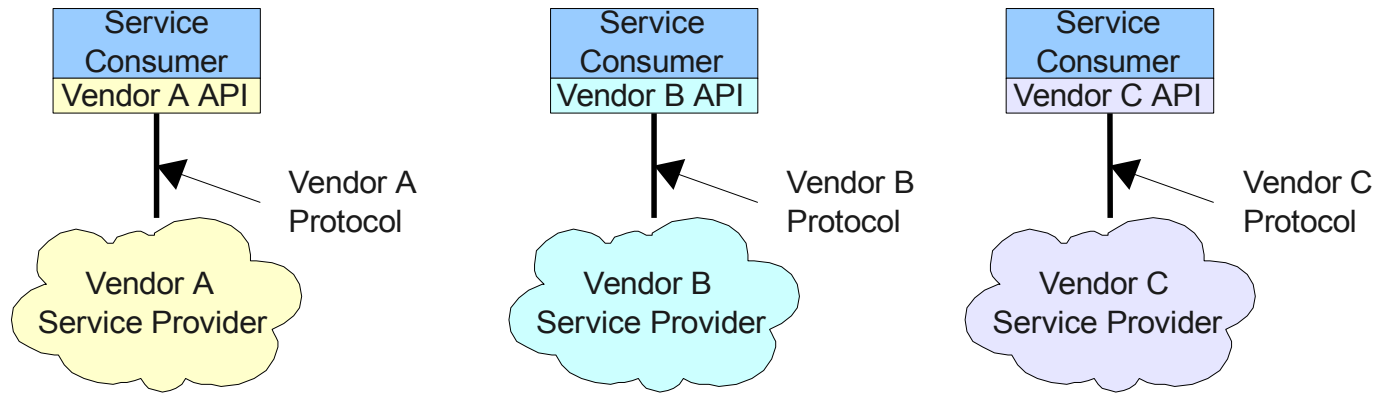 Service
Consumer
Vendor A API
Vendor A
Protocol
Vendor A
Service Provider
Service
Consumer
Vendor B API
Vendor B
Protocol
Vendor B
Service Provider
Service
Consumer
Vendor C API
Vendor C
Protocol
Vendor C
Service Provider